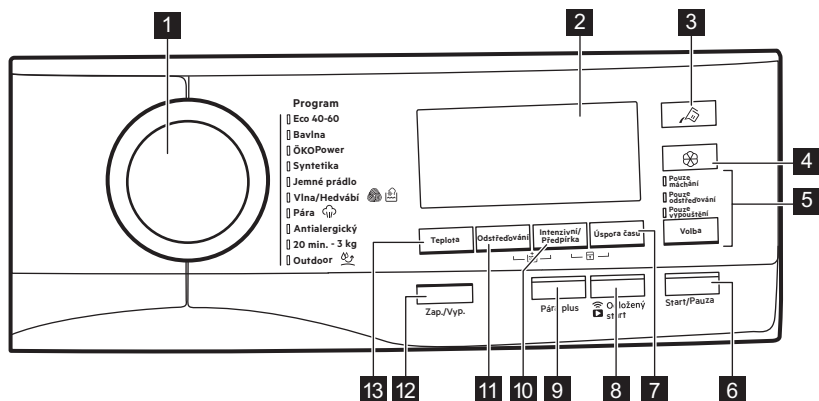 1
2
3
4
5
Program
Eco 40-60
Bavlna
ÖKOPower
Syntetika
Jemné prádlo
Vlna/Hedvábí
Pára
Antialergický
20 min. - 3 kg
Outdoor
Pouze
máchání
Pouze
odstřeďování
Pouze
vypouštění
Volba
Teplota
Odstřeďování
Intenzivní/
Předpírka
Úspora času
Zap./Vyp.
Pára plus
Odložený
start
Start/Pauza
13
12
11
10
9
8
7
6